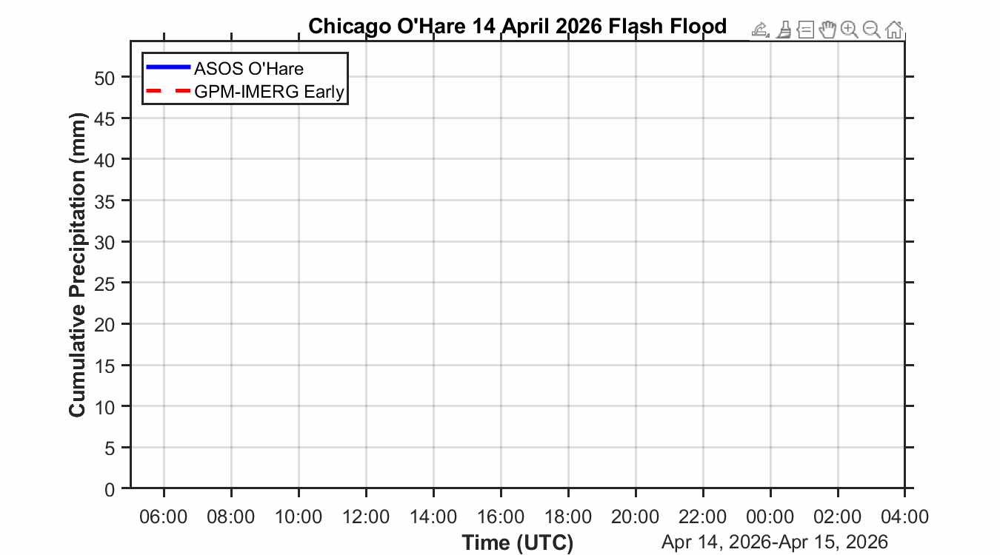 Chicago O'Hare 14 April 2026 Flash Flood
ASOS O'Hare
GPM-IMERG Early
Cumulative Precipitation (mm)
50
45
40
35
30
25
20
15
10
5
0
06:00 08:00 10:00 12:00 14:00 16:00 18:00 20:00 22:00 00:00 02:00 04:00
Time (UTC)
Apr 14, 2026-Apr 15, 2026